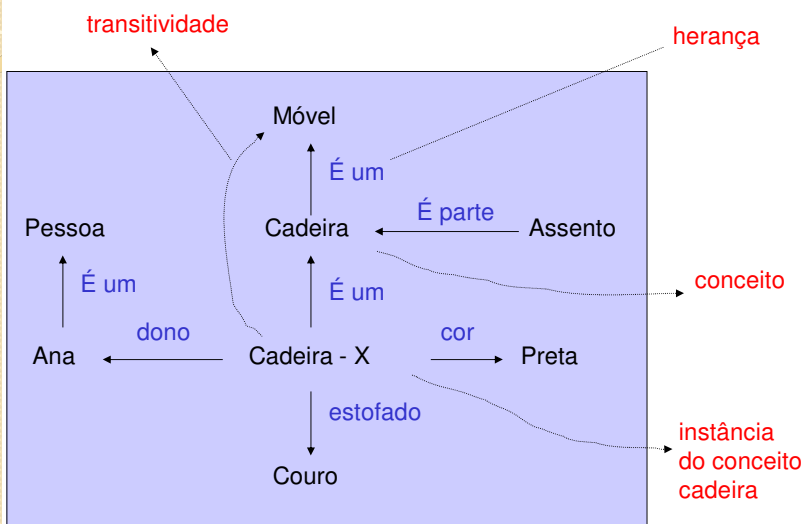 transitividade
herança
Móvel
É um
Pessoa
Cadeira
É parte
Assento
É um
É um
conceito
Ana
dono
Cadeira - X
cor
Preta
estofado
instância
do conceito
cadeira
Couro